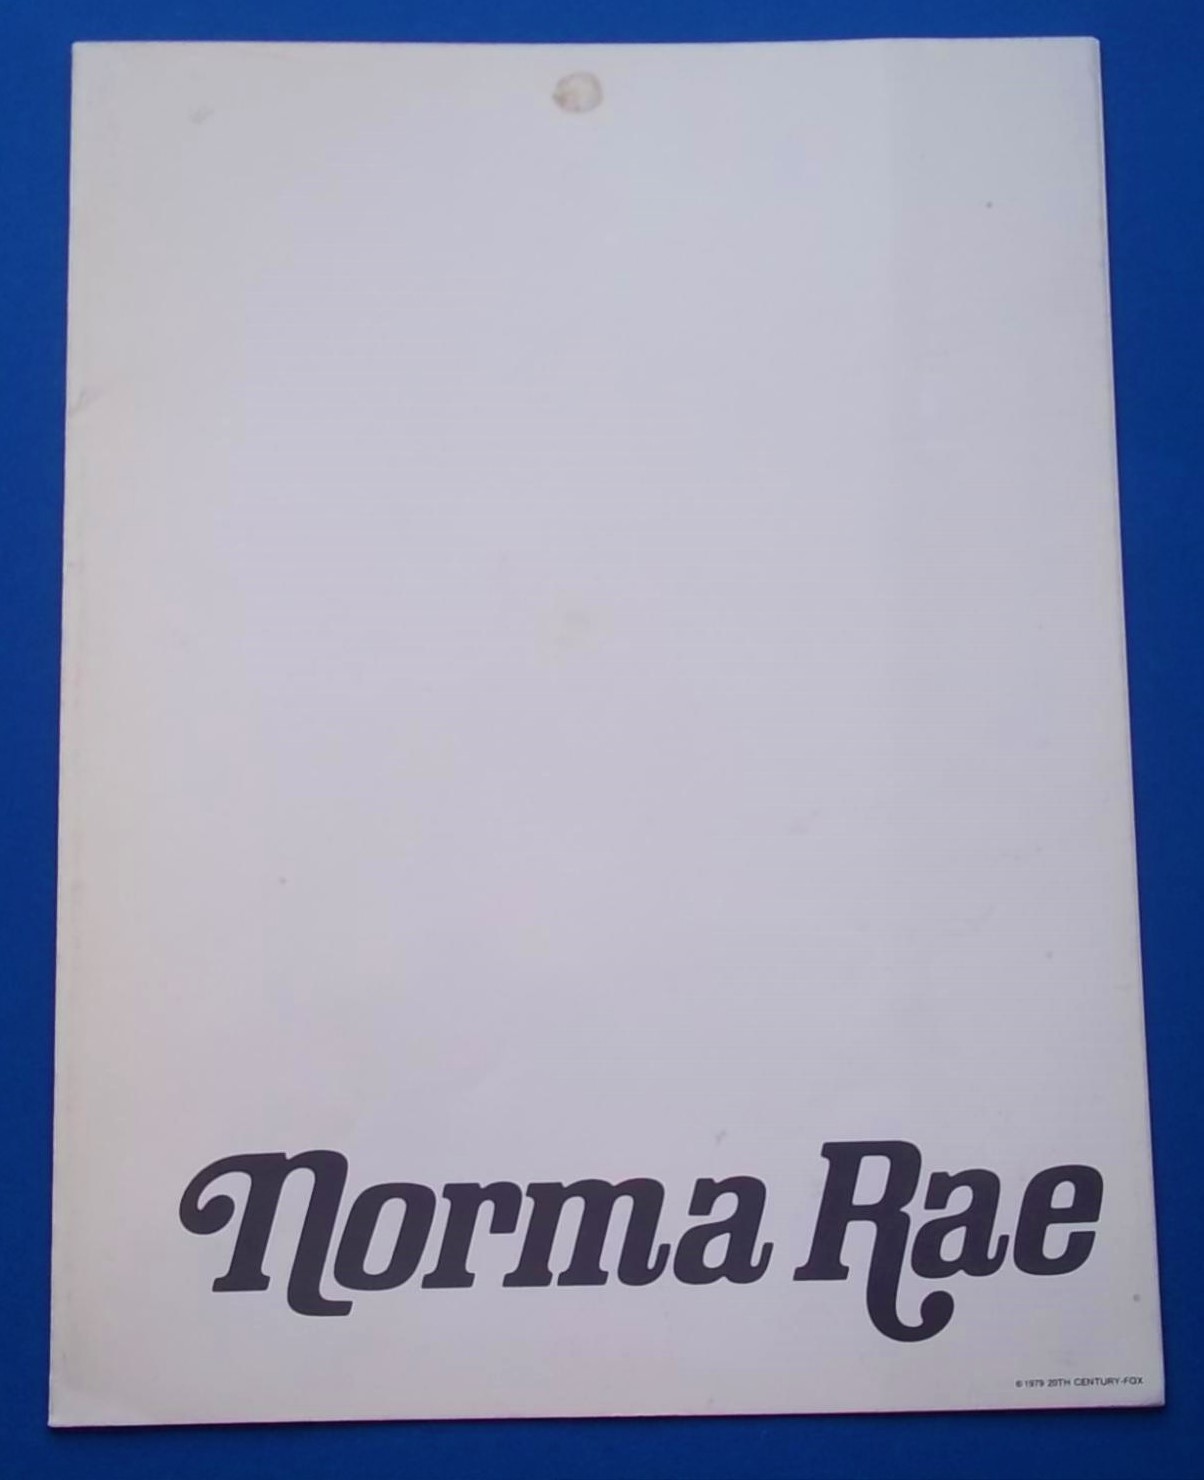 Norma Rae
© 1979 20TH CENTURY-FOX